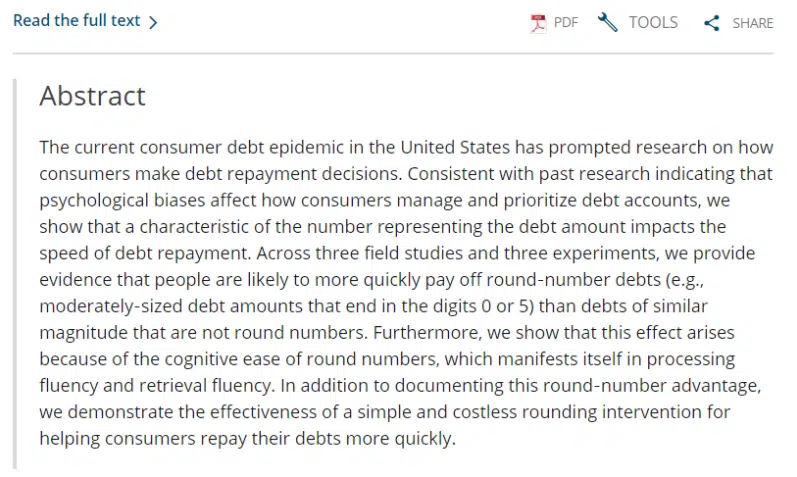 Read the full text
PDF TOOLS SHARE
Abstract
The current consumer debt epidemic in the United States has prompted research on how
consumers make debt repayment decisions. Consistent with past research indicating that
psychological biases affect how consumers manage and prioritize debt accounts, we
show that a characteristic of the number representing the debt amount impacts the
speed of debt repayment. Across three field studies and three experiments, we provide
evidence that people are likely to more quickly pay off round-number debts (e.g.,
moderately-sized debt amounts that end in the digits 0 or 5) than debts of similar
magnitude that are not round numbers. Furthermore, we show that this effect arises
because of the cognitive ease of round numbers, which manifests itself in processing
fluency and retrieval fluency. In addition to documenting this round-number advantage,
we demonstrate the effectiveness of a simple and costless rounding intervention for
helping consumers repay their debts more quickly.